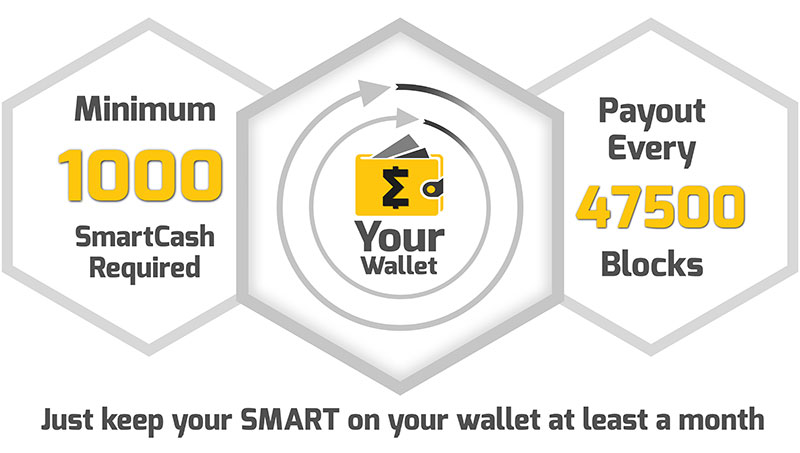 Minimum
1000
SmartCash
Required
Your
Wallet
Payout
Every
47500
Blocks
Just keep your SMART on your wallet at least a month